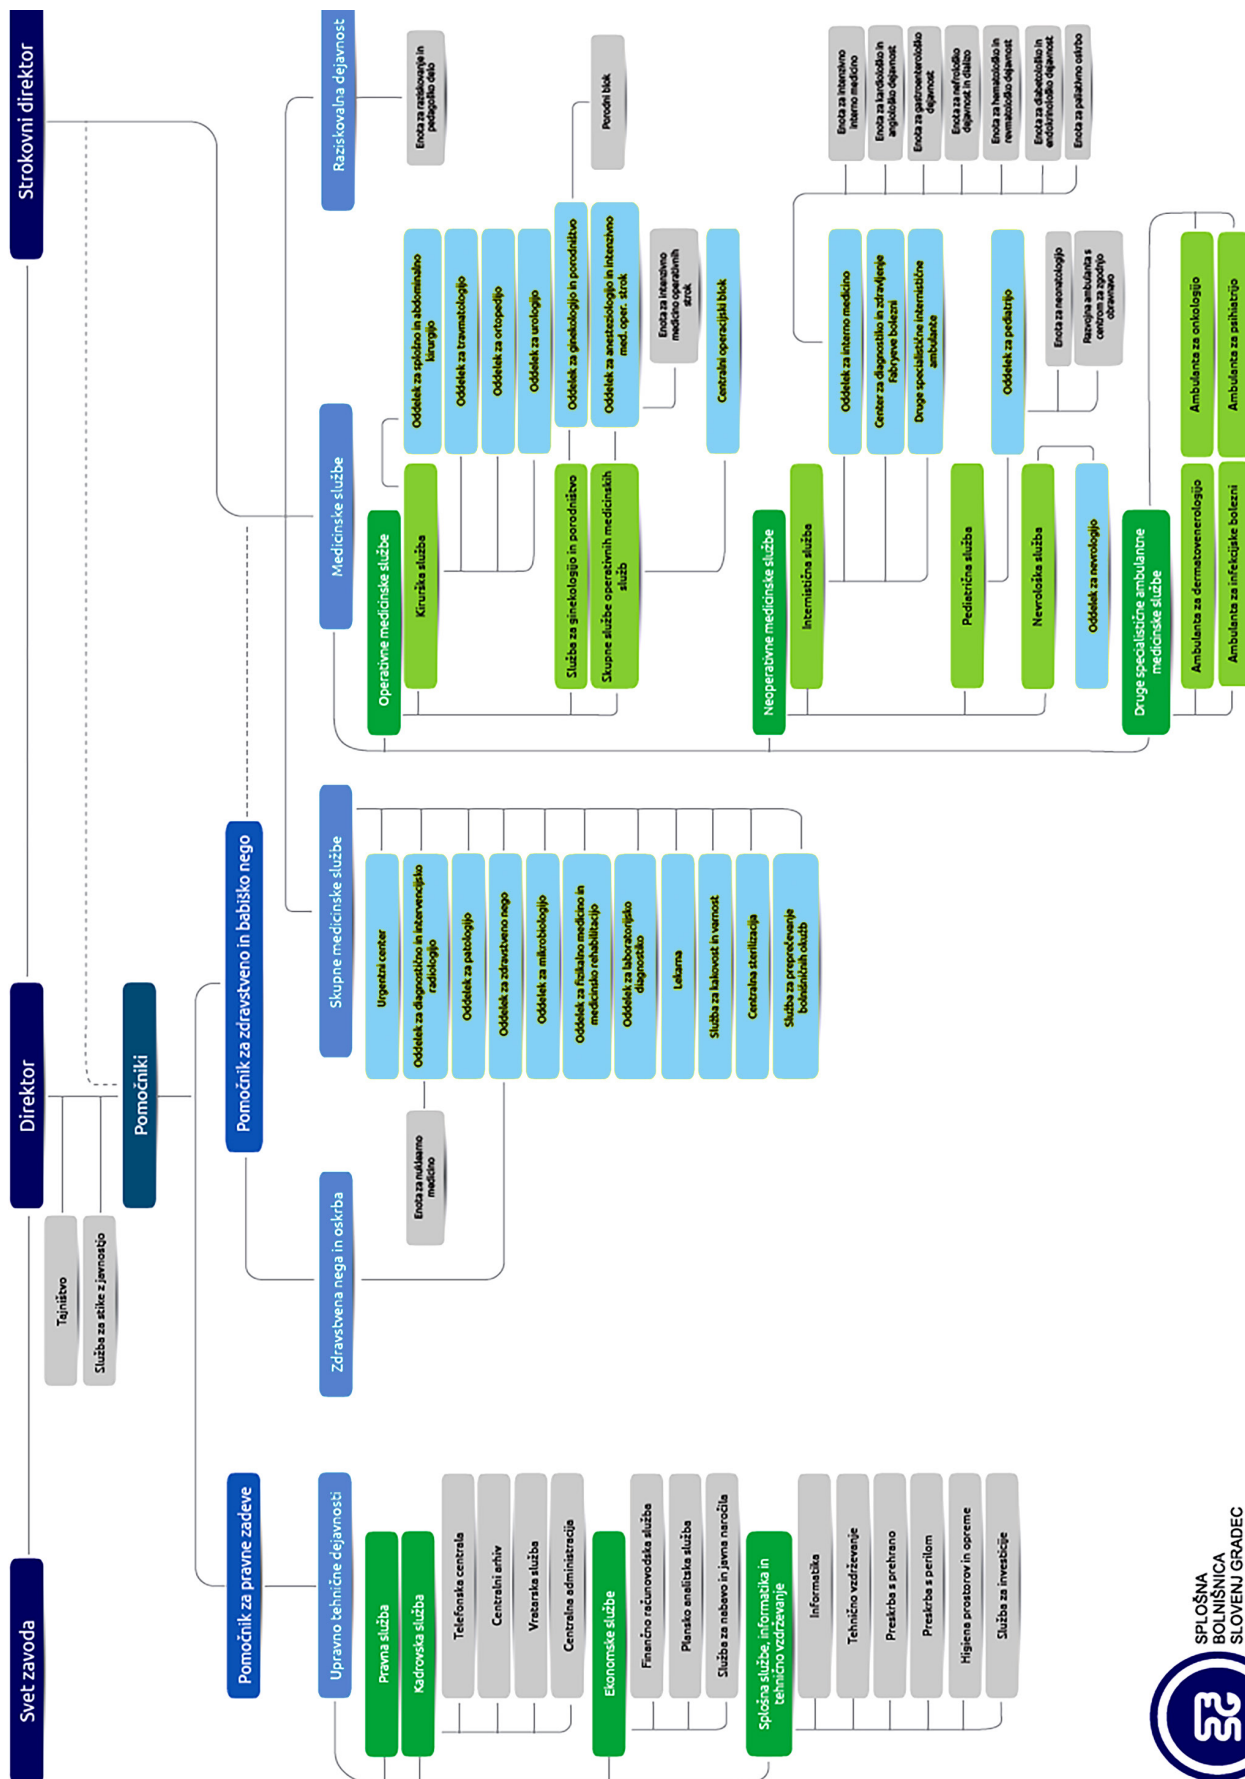 Svet zavoda
Direktor
Strokovni direktor
Tajništvo
Služba za stike z javnostjo
Pomočniki
Pomočnik za pravne zadeve
Pomočnik za zdravstveno in babiško nego
Upravno tehnične dejavnosti
Zdravstvena nega in oskrba
Skupne medicinske službe
Medicinske službe
Raziskovalna dejavnost
Pravna služba
Kadrovska služba
Telefonska centrala
Centralni arhiv
Vratarska služba
Centralna administracija
Ekonomske službe
Finančno računovodska služba
Plansko analitska služba
Služba za nabavo in javna naročila
Splošna službe, informatika in
tehnično vzdrževanje
Informatika
Tehnično vzdrževanje
Preskrba s prehrano
Preskrba s perilom
Higiena prostorov in opreme
Služba za investicije
Urgentni center
Oddelek za diagnostično in intervencijsko
radiologijo
Enota za nuklearno
medicino
Oddelek za patologijo
Oddelek za zdravstveno nego
Oddelek za mikrobiologijo
Oddelek za fizikalno medicino in
medicinsko rehabilitacijo
Oddelek za laboratorijsko
diagnostiko
Lekarna
Služba za kakovost in varnost
Centralna sterilizacija
Služba za preprečevanje
bolnišničnih okužb
Operativne medicinske službe
Kirurška služba
Oddelek za splošno in abdominalno
kirurgijo
Oddelek za travmatologijo
Oddelek za ortopedijo
Oddelek za urologijo
Služba za ginekologijo in porodništvo
Oddelek za ginekologijo in porodništvo
Porodni blok
Skupne službe operativnih medicinskih
služb
Oddelek za anesteziologijo in intenzivno
med. oper. strok
Enota za intenzivno
medicino operativnih
strok
Centralni operacijski blok
Enota za raziskovanje in
pedagoško delo
Neoperativne medicinske službe
Internistična služba
Oddelek za interno medicino
Center za diagnostiko in zdravljenje
Fabryeve bolezni
Druge specialistične internistične
ambulante
Enota za intenzivno
interno medicino
Enota za kardiološko in
angiološko dejavnost
Enota za gastroenterološko
dejavnost
Enota za nefrološko
dejavnost in dializo
Enota za hematološko in
revmatološko dejavnost
Enota za diabetološko in
endokrinološko dejavnost
Enota za paliativno oskrbo
Pediatrična služba
Oddelek za pediatrijo
Enota za neonatologijo
Razvojna ambulanta s
centrom za zgodnjo
obravnavo
Nevrološka služba
Oddelek za nevrologijo
Druge specialistične ambulantne
medicinske službe
Ambulanta za dermatovenerologijo
Ambulanta za infekcijske bolezni
Ambulanta za onkologijo
Ambulanta za psihiatrijo
SPLOŠNA
BOLNIŠNICA
SLOVENJ GRADEC